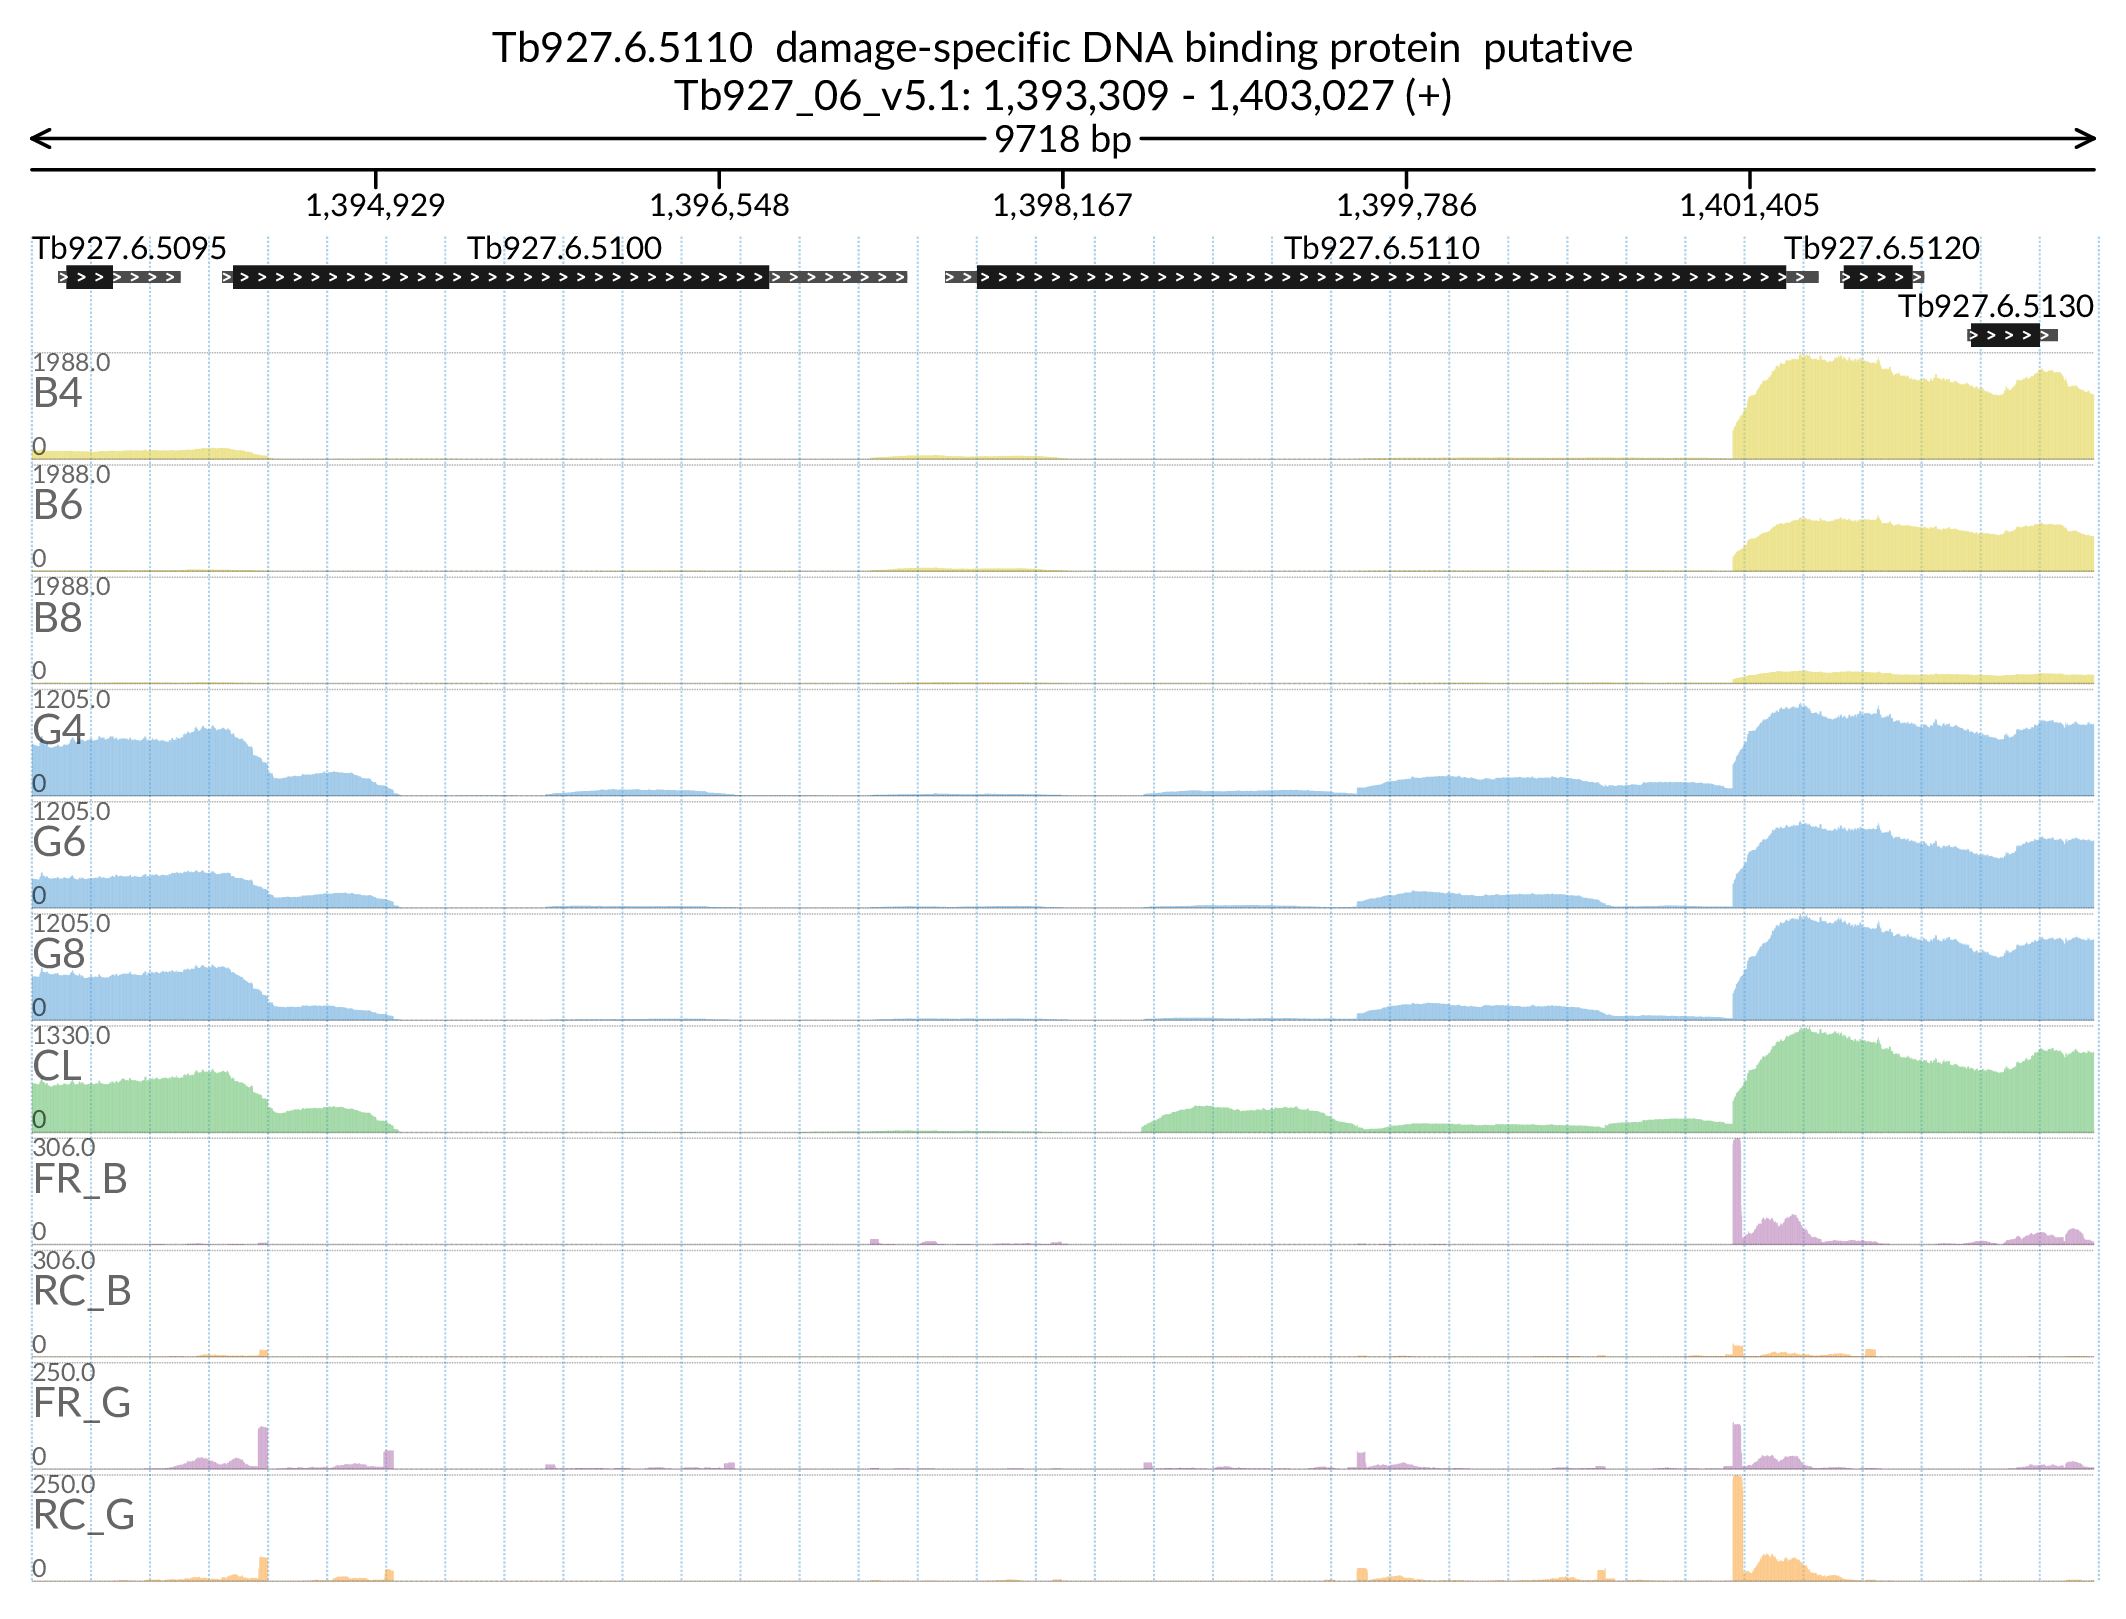 Tb927.6.5110  damage-specific DNA binding protein  putative
Tb927_06_v5.1: 1,393,309 - 1,403,027 (+)
9718 bp
1,394,929 1,396,548 1,398,167 1,399,786 1,401,405
Tb927.6.5095 Tb927.6.5100 Tb927.6.5110 Tb927.6.5120
Tb927.6.5130
1988.0
B4
0
1988.0
B6
0
1988.0
B8
0
1205.0
G4
0
1205.0
G6
0
1205.0
G8
0
1330.0
CL
0
306.0
FR_B
0
306.0
RC_B
0
250.0
FR_G
0
250.0
RC_G
0